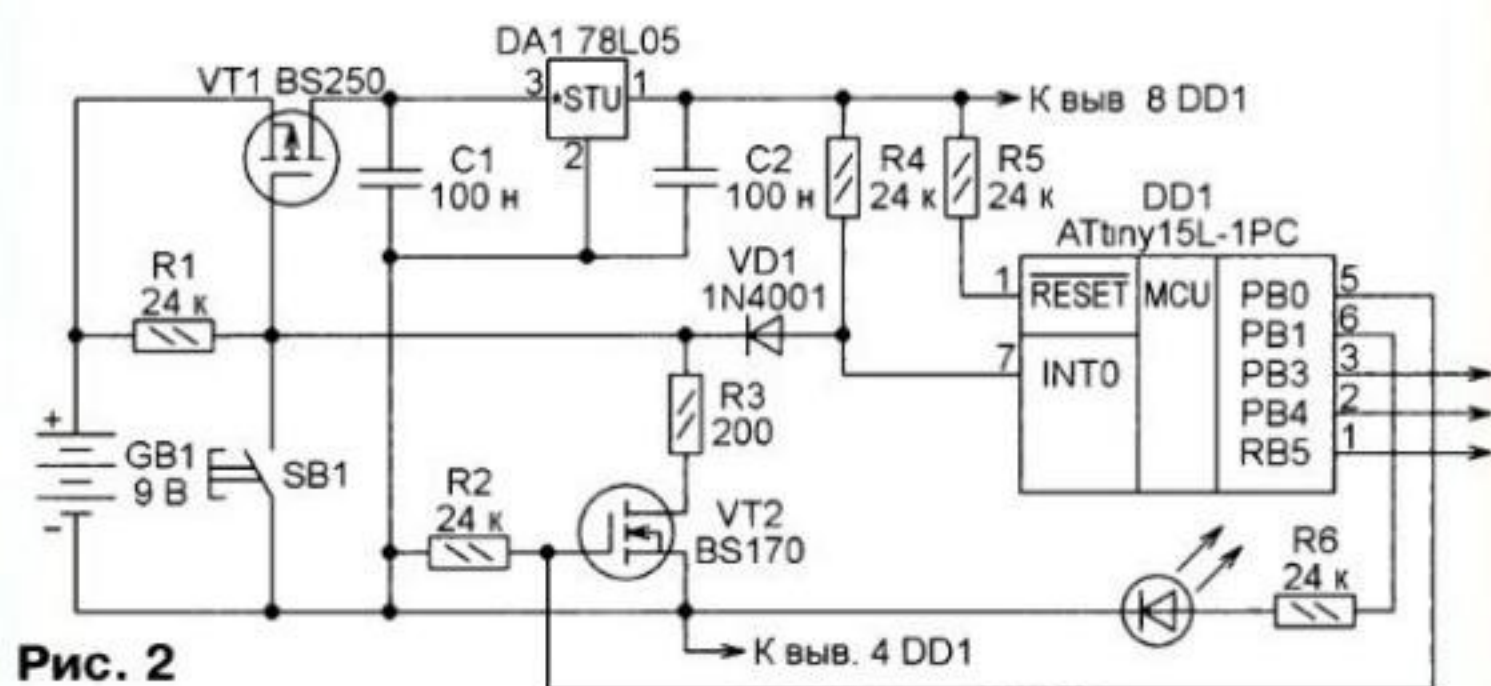 DA1 78L05
VT1 BS250
3
*STU
1
2
К выв 8 DD1
C1
100 н
C2
100 н
R4
24 к
R5
24 к
DD1
ATtiny15L-1PC
R1
24 к
VD1
1N4001
1
RESET
MCU
PB0
5
PB1
6
7
INT0
PB3
3
PB4
2
RB5
1
R3
200
+
GB1
9 В
-
SB1
R2
24 к
VT2
BS170
R6
24 к
К выв. 4 DD1
Рис. 2